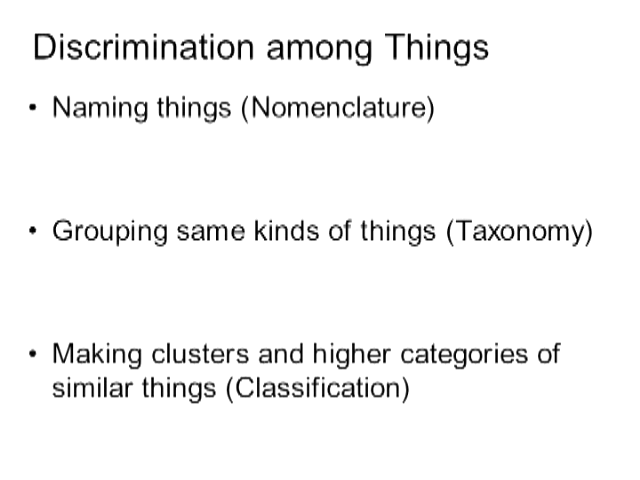 Discrimination among Things
• Naming things (Nomenclature)
• Grouping same kinds of things (Taxonomy)
• Making clusters and higher categories of
similar things (Classification)